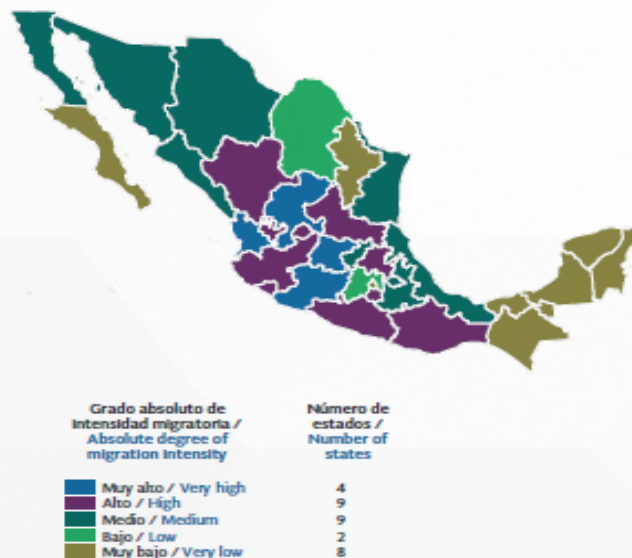 Grado absoluto de
intensidad migratoria /
Absolute degree of
migration intensity
Número de
estados /
Number of
states
Muy alto / Very high 4
Alto / High 9
Medio / Medium 9
Bajo / Low 2
Muy bajo / Very low 8